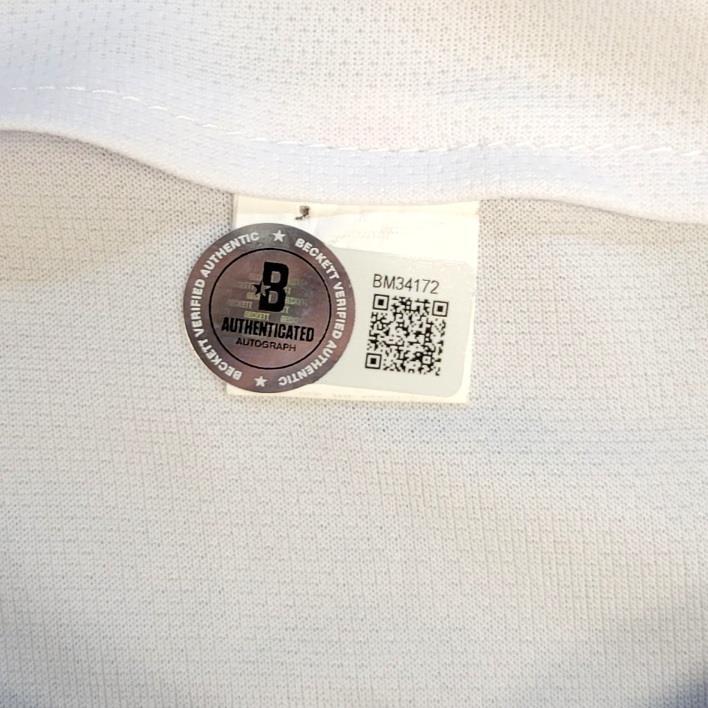 BECKETT VERIFIED AUTHENTIC ★ BECKETT VERIFIED AUTHENTIC ★
B
AUTHENTICATED
AUTOGRAPH
BM34172